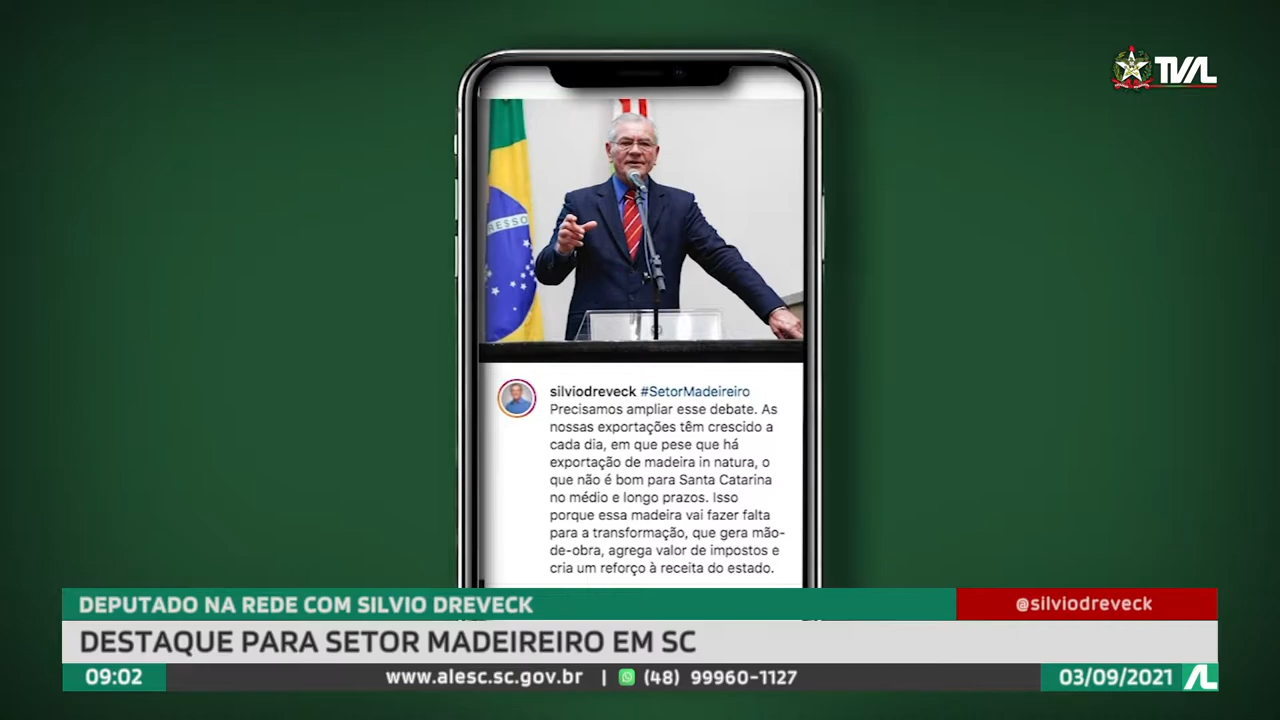 TVAL
RESSO
silviodreveck #SetorMadeireiro
Precisamos ampliar esse debate. As
nossas exportações têm crescido a
cada dia, em que pese que há
exportação de madeira in natura, o
que não é bom para Santa Catarina
no médio e longo prazos. Isso
porque essa madeira vai fazer falta
para a transformação, que gera mão-
de-obra, agrega valor de impostos e
cria um reforço à receita do estado.
DEPUTADO NA REDE COM SILVIO DREVECK
@silviodreveck
DESTAQUE PARA SETOR MADEIREIRO EM SC
09:02
www.alesc.sc.gov.br | (48) 99960-1127
03/09/2021